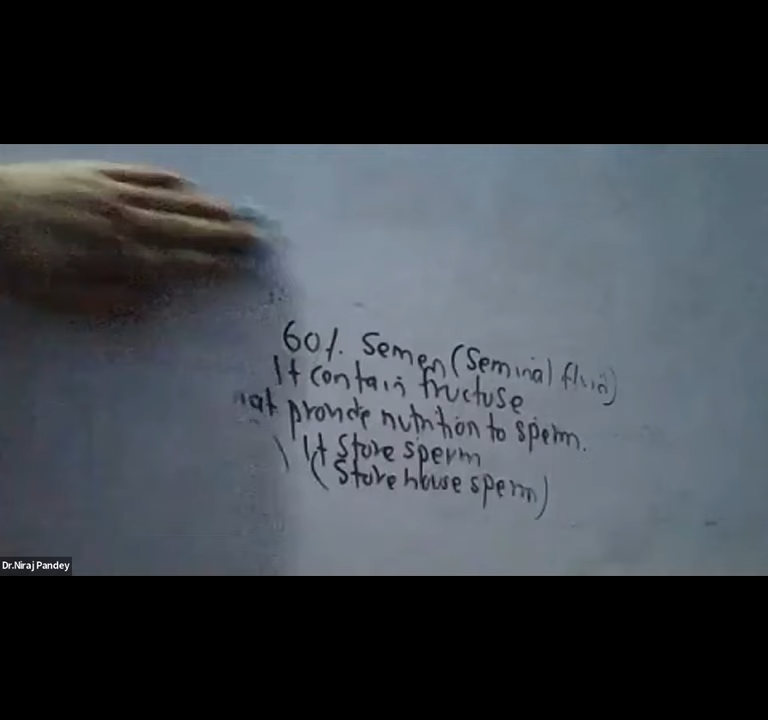 60%. Semen (Seminal fluid)
It contain fructuse
provide nutrition to sperm.
It Store sperm
(Store house sperm)
Dr.Niraj Pandey